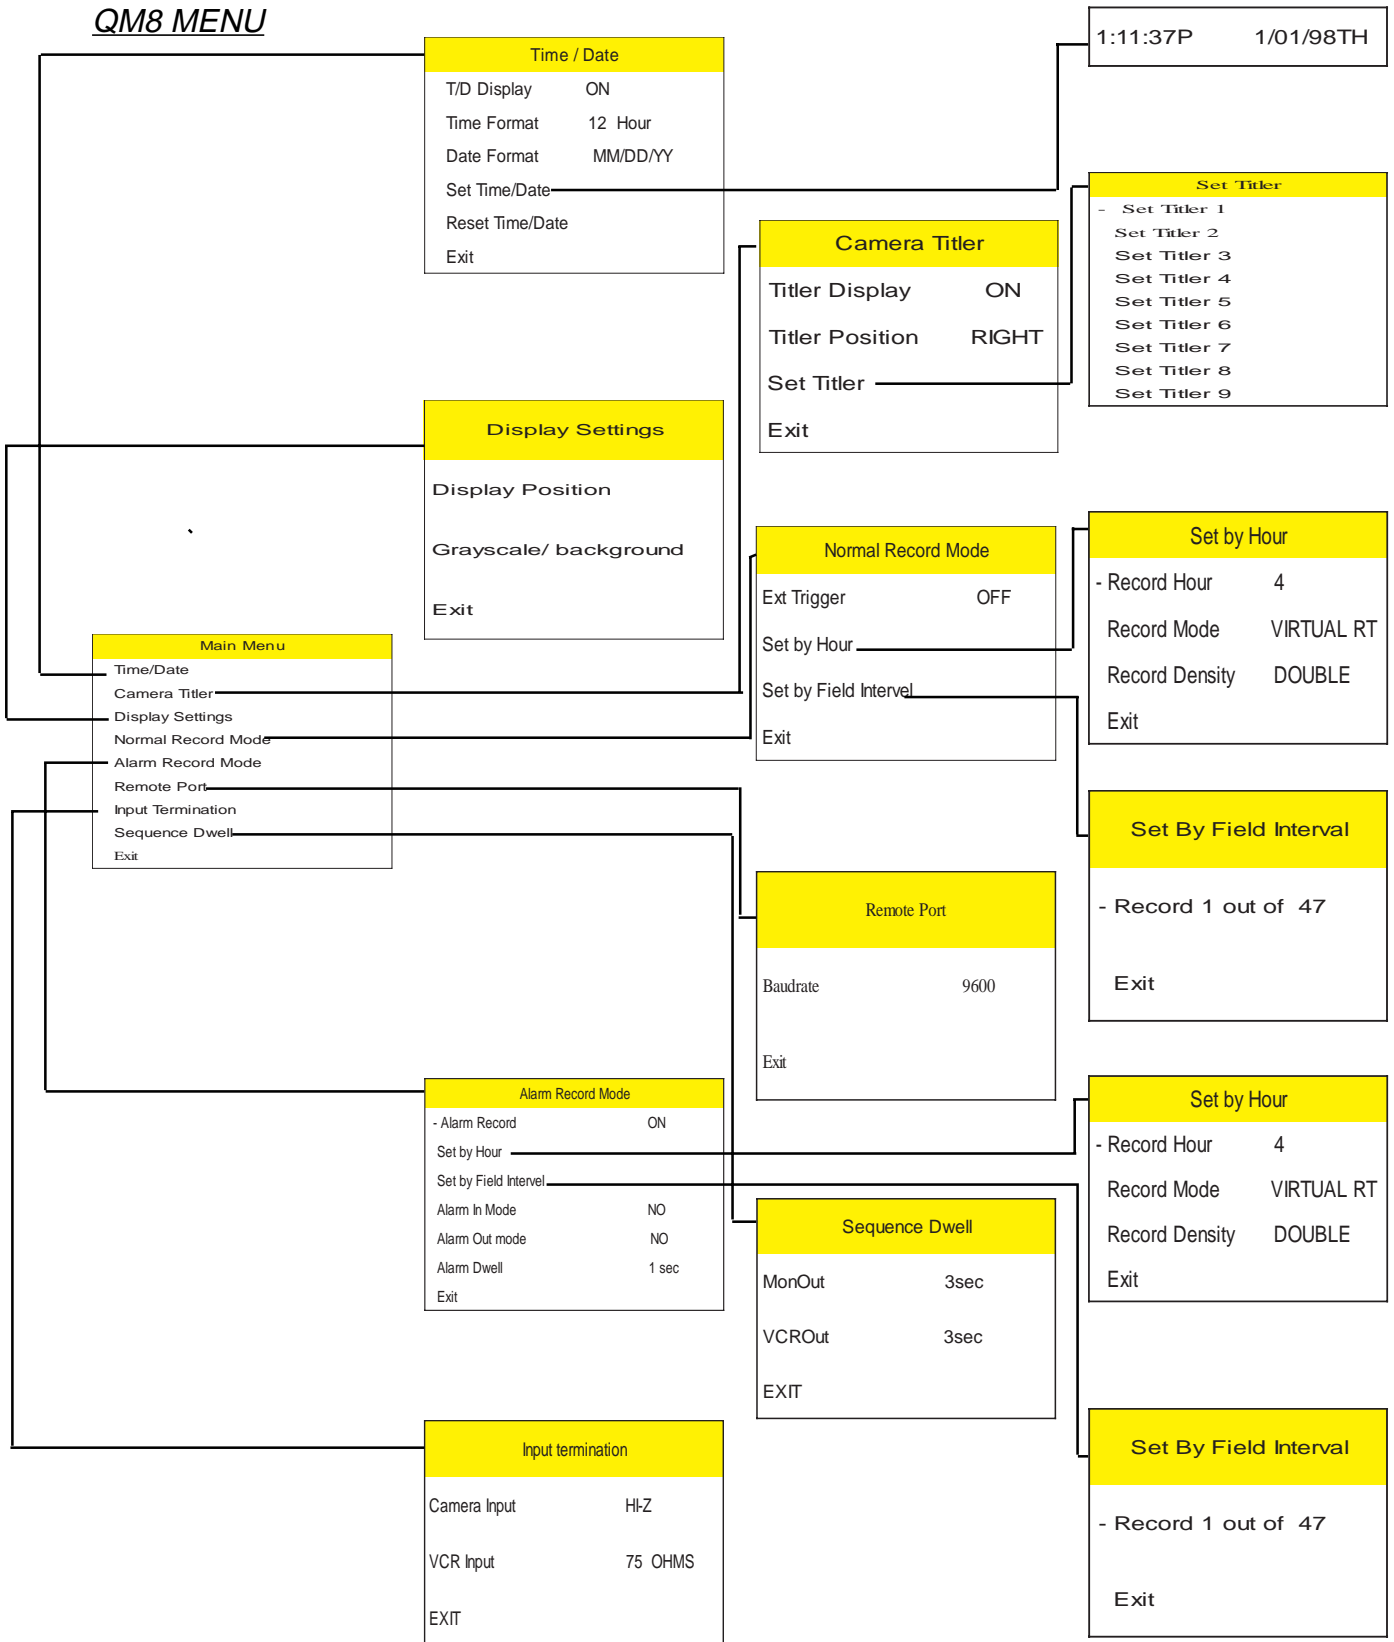 QM8 MENU
1:11:37P 1/01/98TH
Time / Date
T/D Display ON
Time Format 12 Hour
Date Format MM/DD/YY
Set Time/Date
Reset Time/Date
Exit
Set Titler
- Set Titler 1
Set Titler 2
Set Titler 3
Set Titler 4
Set Titler 5
Set Titler 6
Set Titler 7
Set Titler 8
Set Titler 9
Camera Titler
Titler Display ON
Titler Position RIGHT
Set Titler
Exit
Display Settings
Display Position
Grayscale/ background
Exit
Normal Record Mode
Ext Trigger OFF
Set by Hour
Set by Field Intervel
Exit
Set by Hour
- Record Hour 4
Record Mode VIRTUAL RT
Record Density DOUBLE
Exit
Main Menu
Time/Date
Camera Titler
Display Settings
Normal Record Mode
Alarm Record Mode
Remote Port
Input Termination
Sequence Dwell
Exit
Set By Field Interval
- Record 1 out of 47
Exit
Remote Port
Baudrate 9600
Exit
Alarm Record Mode
- Alarm Record ON
Set by Hour
Set by Field Intervel
Alarm In Mode NO
Alarm Out mode NO
Alarm Dwell 1 sec
Exit
Set by Hour
- Record Hour 4
Record Mode VIRTUAL RT
Record Density DOUBLE
Exit
Sequence Dwell
MonOut 3sec
VCROut 3sec
EXIT
Input termination
Camera Input HI-Z
VCR Input 75 OHMS
EXIT
Set By Field Interval
- Record 1 out of 47
Exit